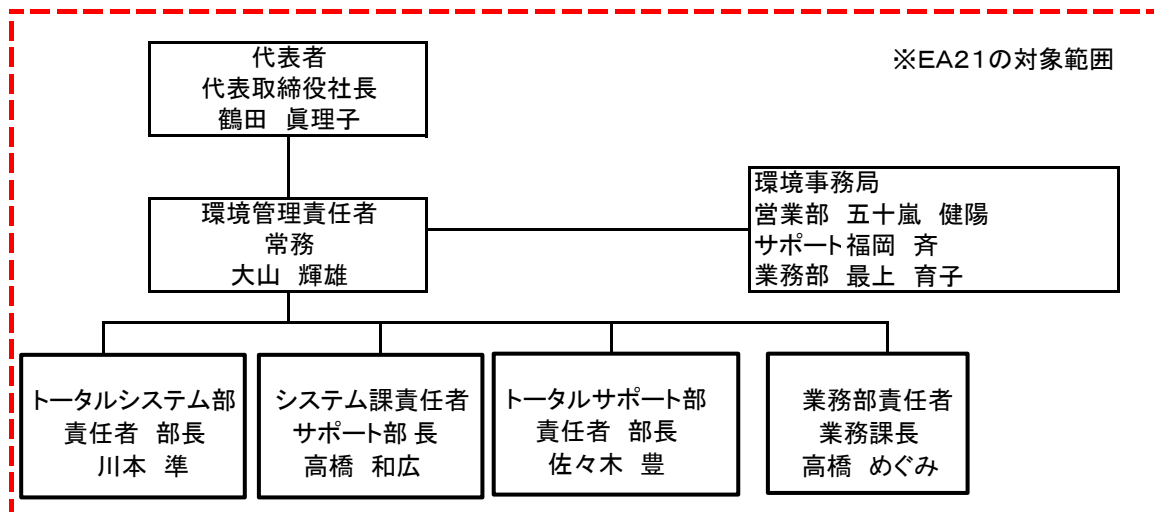 代表者
代表取締役社長
鶴田 眞理子
※EA21の対象範囲
環境管理責任者
常務
大山 輝雄
環境事務局
営業部 五十嵐 健陽
サポート福岡 斉
業務部 最上 育子
トータルシステム部
責任者 部長
川本 準
システム課責任者
サポート部 長
高橋 和広
トータルサポート部
責任者 部長
佐々木 豊
業務部責任者
業務課長
高橋 めぐみ